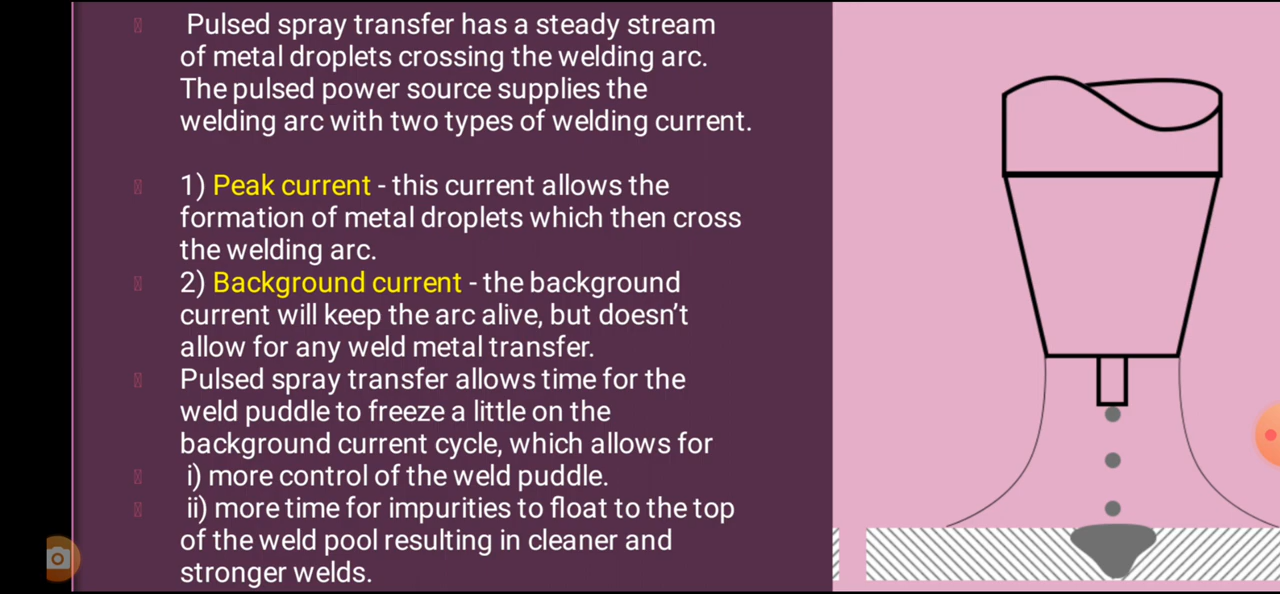 Pulsed spray transfer has a steady stream
of metal droplets crossing the welding arc.
The pulsed power source supplies the
welding arc with two types of welding current.
1) Peak current - this current allows the
formation of metal droplets which then cross
the welding arc.
2) Background current - the background
current will keep the arc alive, but doesn’t
allow for any weld metal transfer.
Pulsed spray transfer allows time for the
weld puddle to freeze a little on the
background current cycle, which allows for
i) more control of the weld puddle.
ii) more time for impurities to float to the top
of the weld pool resulting in cleaner and
stronger welds.